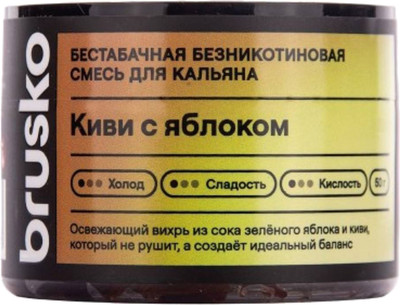 brusko
БЕСТАБАЧНАЯ БЕЗНИКОТИНОВАЯ
СМЕСЬ ДЛЯ КАЛЬЯНА
Киви с яблоком
Холод
Сладость
Кислость
50 г
Освежающий вихрь из сока зелёного яблока и киви,
который не рушит, а создаёт идеальный баланс